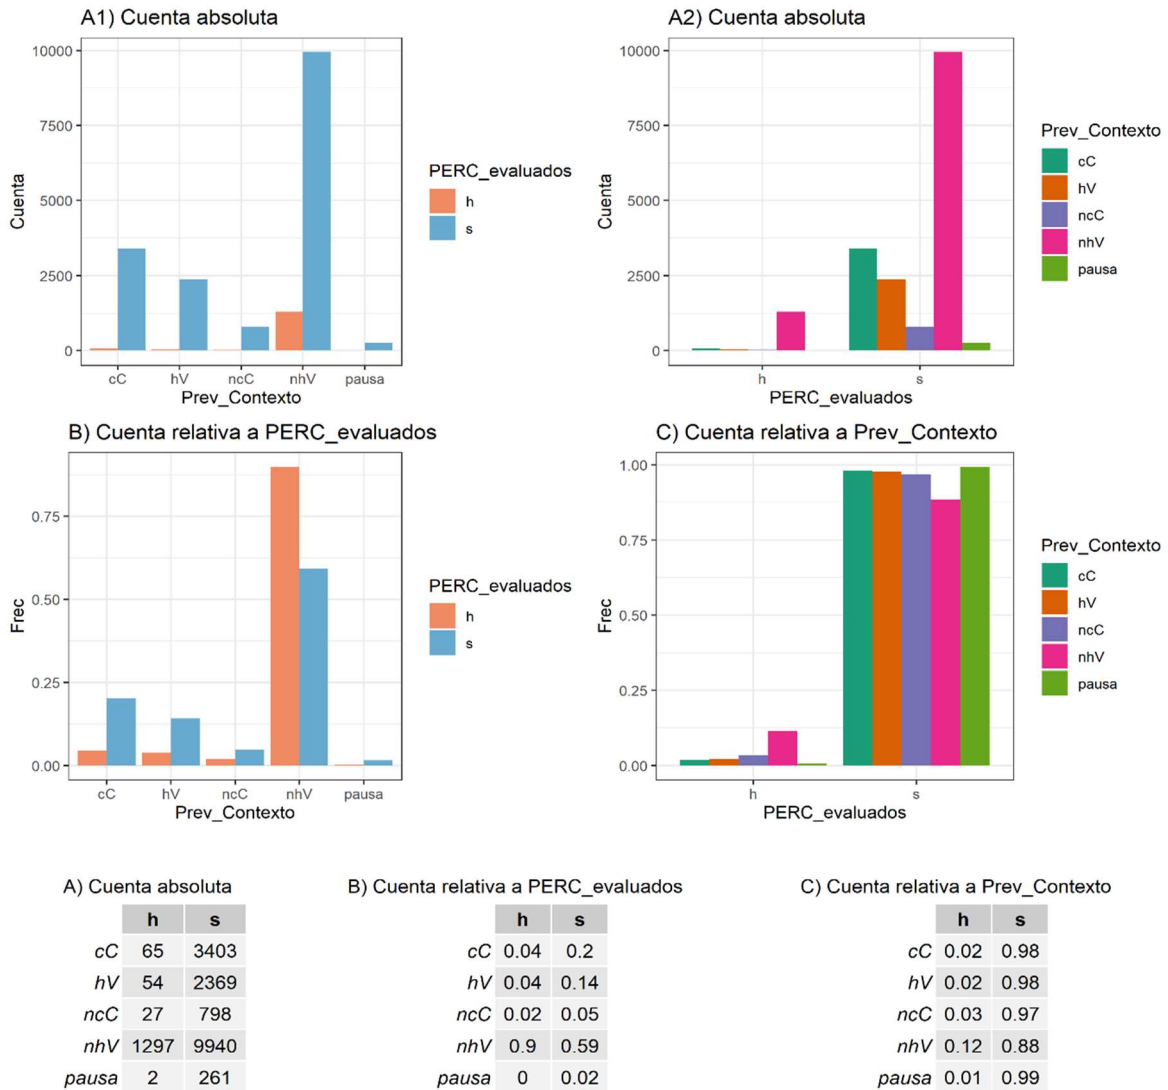 A1) Cuenta absoluta
10000
7500
5000
2500
0
Cuenta
cC hV ncC nhV pausa
Prev_Contexto
PERC_evaluados
h
s
A2) Cuenta absoluta
10000
7500
5000
2500
0
Cuenta
h s
PERC_evaluados
Prev_Contexto
cC
hV
ncC
nhV
pausa
B) Cuenta relativa a PERC_evaluados
0.75
0.50
0.25
0.00
Frec
cC hV ncC nhV pausa
Prev_Contexto
PERC_evaluados
h
s
C) Cuenta relativa a Prev_Contexto
1.00
0.75
0.50
0.25
0.00
Frec
h s
PERC_evaluados
Prev_Contexto
cC
hV
ncC
nhV
pausa
A) Cuenta absoluta
h s
cC 65 3403
hV 54 2369
ncC 27 798
nhV 1297 9940
pausa 2 261
B) Cuenta relativa a PERC_evaluados
h s
cC 0.04 0.2
hV 0.04 0.14
ncC 0.02 0.05
nhV 0.9 0.59
pausa 0 0.02
C) Cuenta relativa a Prev_Contexto
h s
cC 0.02 0.98
hV 0.02 0.98
ncC 0.03 0.97
nhV 0.12 0.88
pausa 0.01 0.99